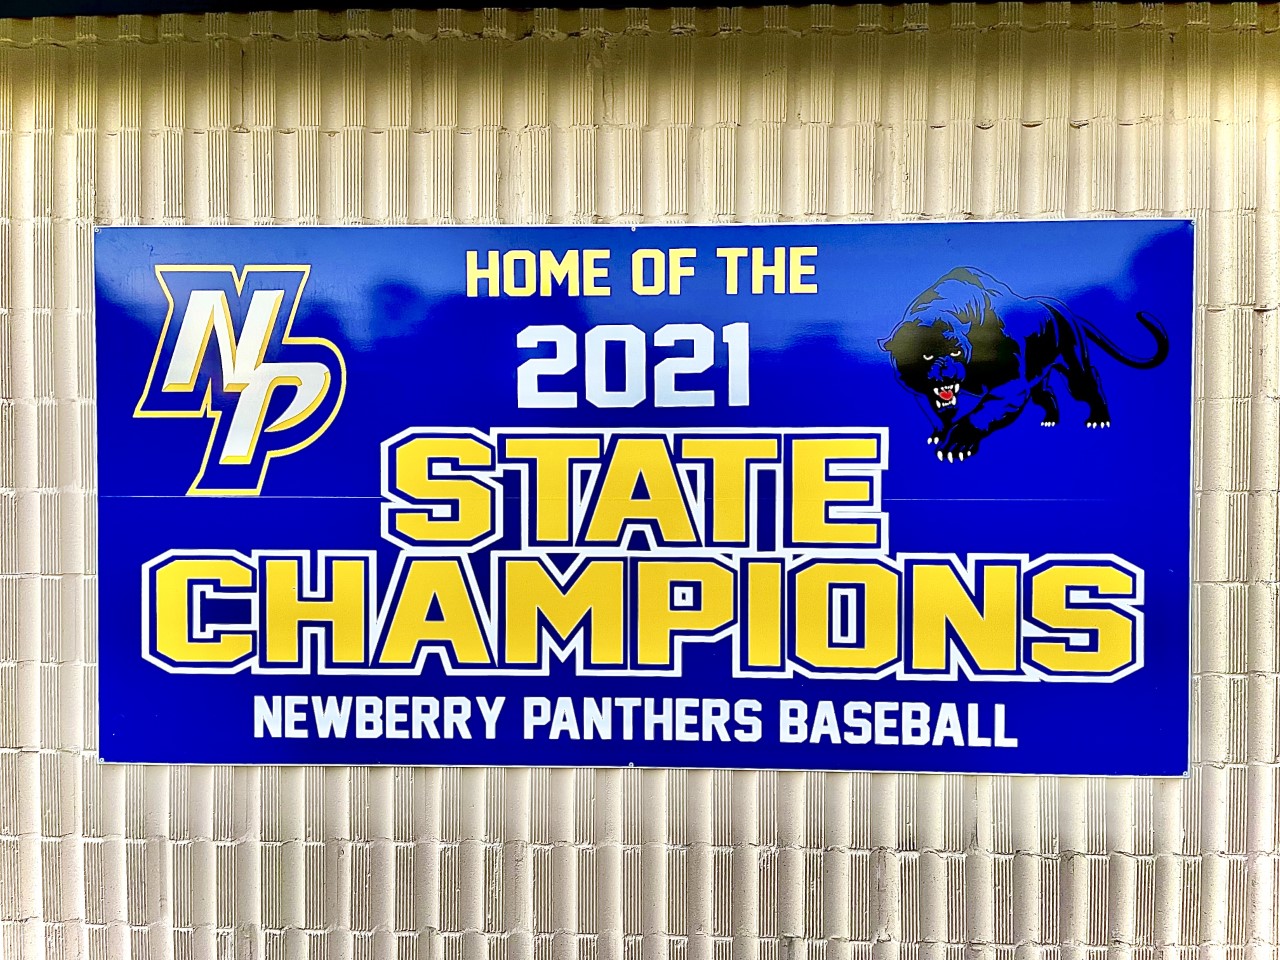 NP
HOME OF THE
2021
STATE
CHAMPIONS
NEWBERRY PANTHERS BASEBALL